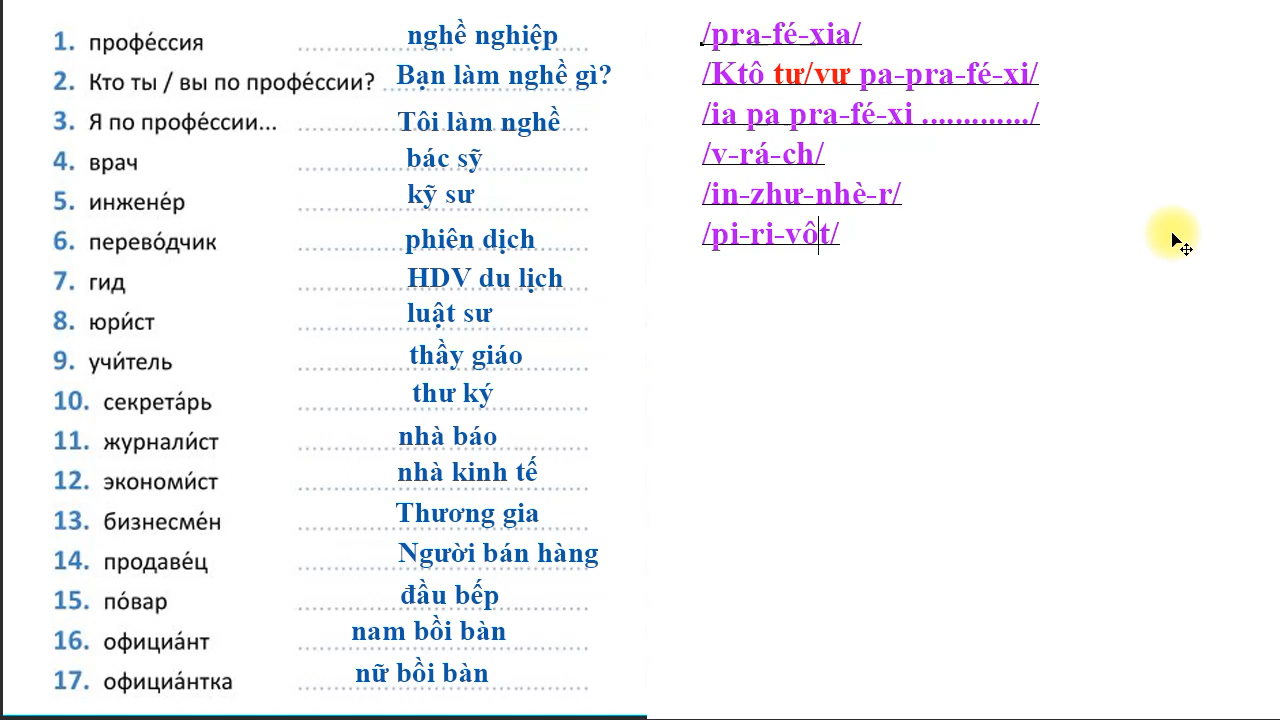 1. профе́ссия nghề nghiệp /pra-fé-xia/
2. Кто ты / вы по профе́ссии? Bạn làm nghề gì? /Ktô tư/vư pa-pra-fé-xi/
3. Я по профе́ссии... Tôi làm nghề /ia pa pra-fé-xi ............./
4. врач bác sỹ /v-rá-ch/
5. инжене́р kỹ sư /in-zhư-nhè-r/
6. перево́дчик phiên dịch /pi-ri-vôt/
7. гид HDV du lịch
8. юри́ст luật sư
9. учи́тель thầy giáo
10. секрета́рь thư ký
11. журнали́ст nhà báo
12. экономи́ст nhà kinh tế
13. бизнесме́н Thương gia
14. продаве́ц Người bán hàng
15. по́вар đầu bếp
16. официа́нт nam bồi bàn
17. официа́нтка nữ bồi bàn